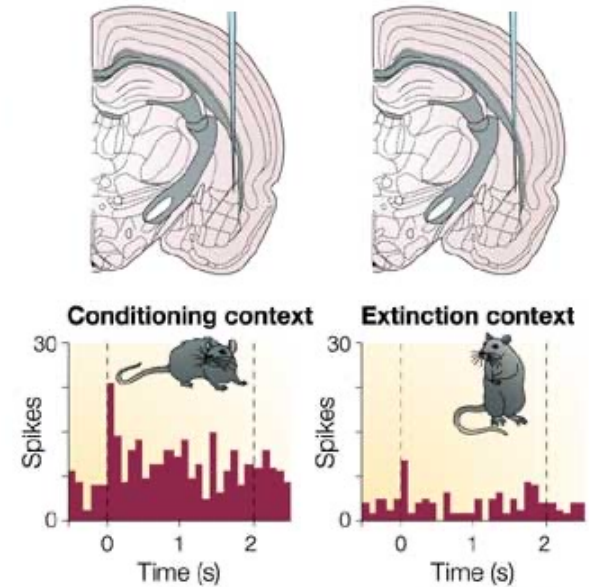 Conditioning context
Extinction context
30
Spikes
0
0
1
2
Time (s)
30
Spikes
0
0
1
2
Time (s)